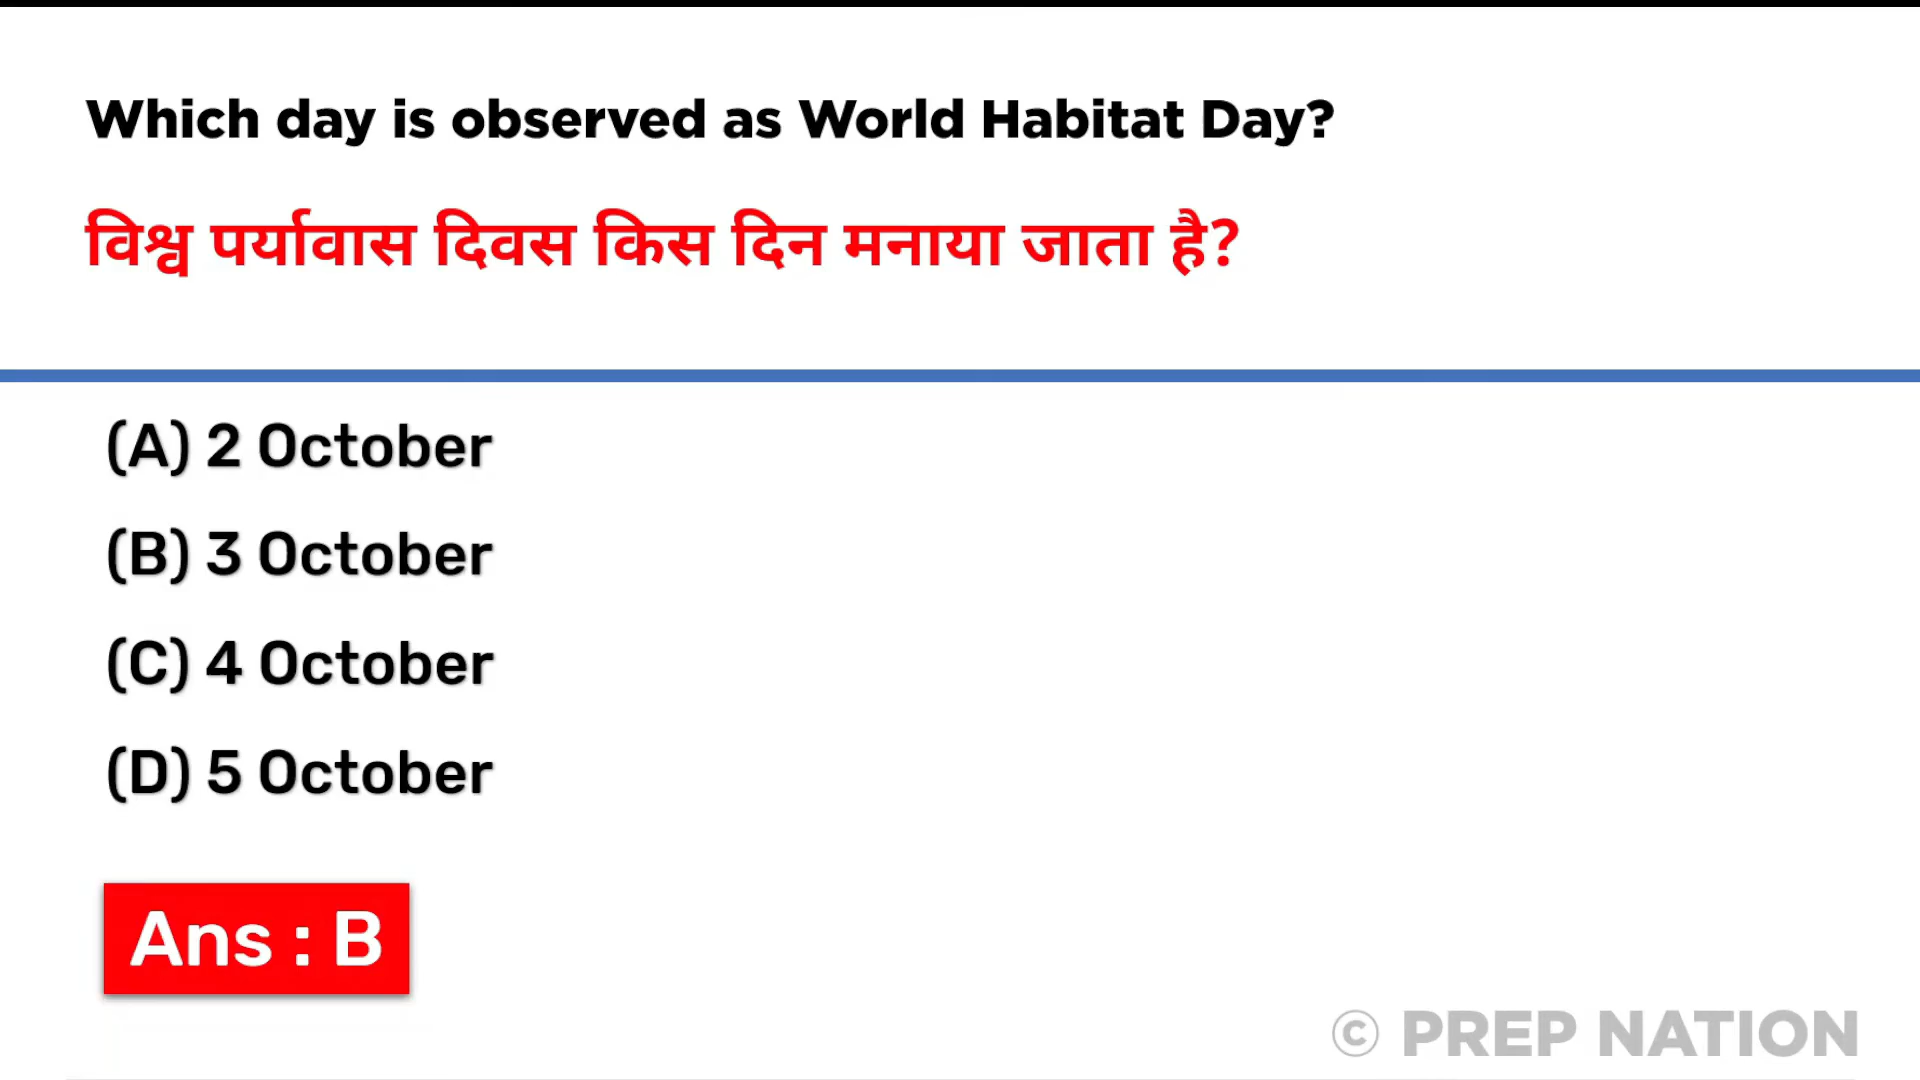 Which day is observed as World Habitat Day?
विश्व पर्यावास दिवस किस दिन मनाया जाता है?
(A) 2 October
(B) 3 October
(C) 4 October
(D) 5 October
Ans : B
© PREP NATION